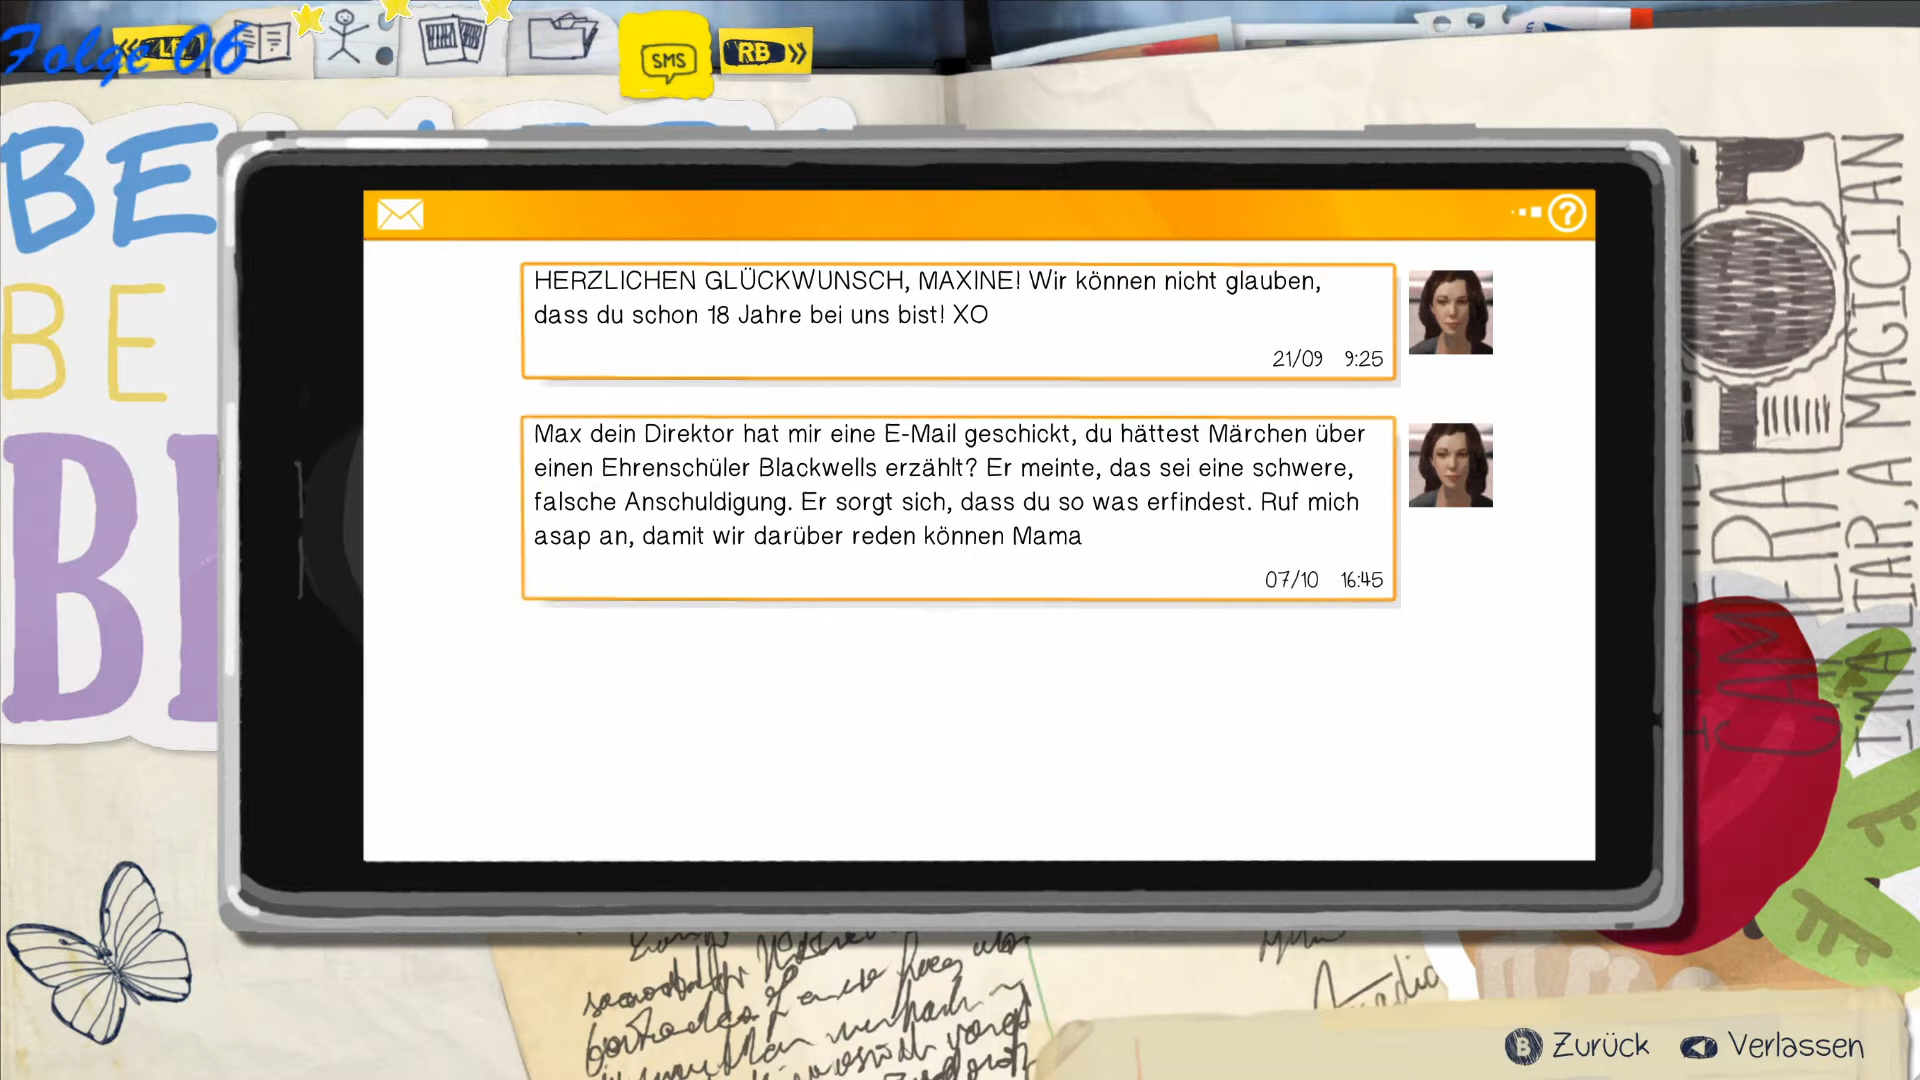 Folge 06
LB
SMS
RB
BE
BE
HERZLICHEN GLÜCKWUNSCH, MAXINE! Wir können nicht glauben,
dass du schon 18 Jahre bei uns bist! XO
21/09 9:25
Max dein Direktor hat mir eine E-Mail geschickt, du hättest Märchen über
einen Ehrenschüler Blackwells erzählt? Er meinte, das sei eine schwere,
falsche Anschuldigung. Er sorgt sich, dass du so was erfindest. Ruf mich
asap an, damit wir darüber reden können Mama
07/10 16:45
CAMERA
I'M A LIAR, A MAGICIAN
B Zurück
Verlassen